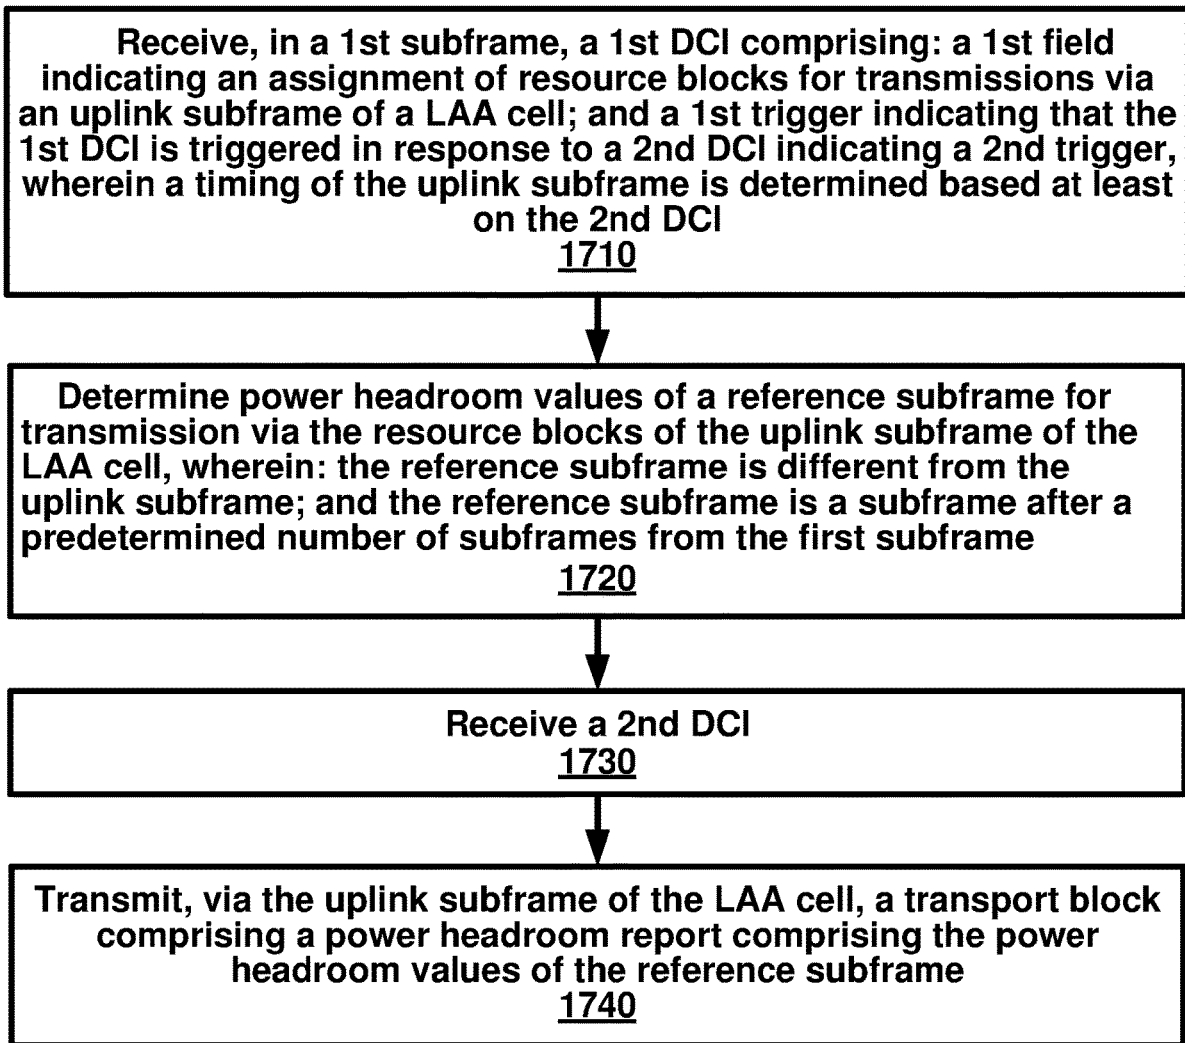 Receive, in a 1st subframe, a 1st DCI comprising: a 1st field
indicating an assignment of resource blocks for transmissions via
an uplink subframe of a LAA cell; and a 1st trigger indicating that the
1st DCI is triggered in response to a 2nd DCI indicating a 2nd trigger,
wherein a timing of the uplink subframe is determined based at least
on the 2nd DCI
1710
Determine power headroom values of a reference subframe for
transmission via the resource blocks of the uplink subframe of the
LAA cell, wherein: the reference subframe is different from the
uplink subframe; and the reference subframe is a subframe after a
predetermined number of subframes from the first subframe
1720
Receive a 2nd DCI
1730
Transmit, via the uplink subframe of the LAA cell, a transport block
comprising a power headroom report comprising the power
headroom values of the reference subframe
1740